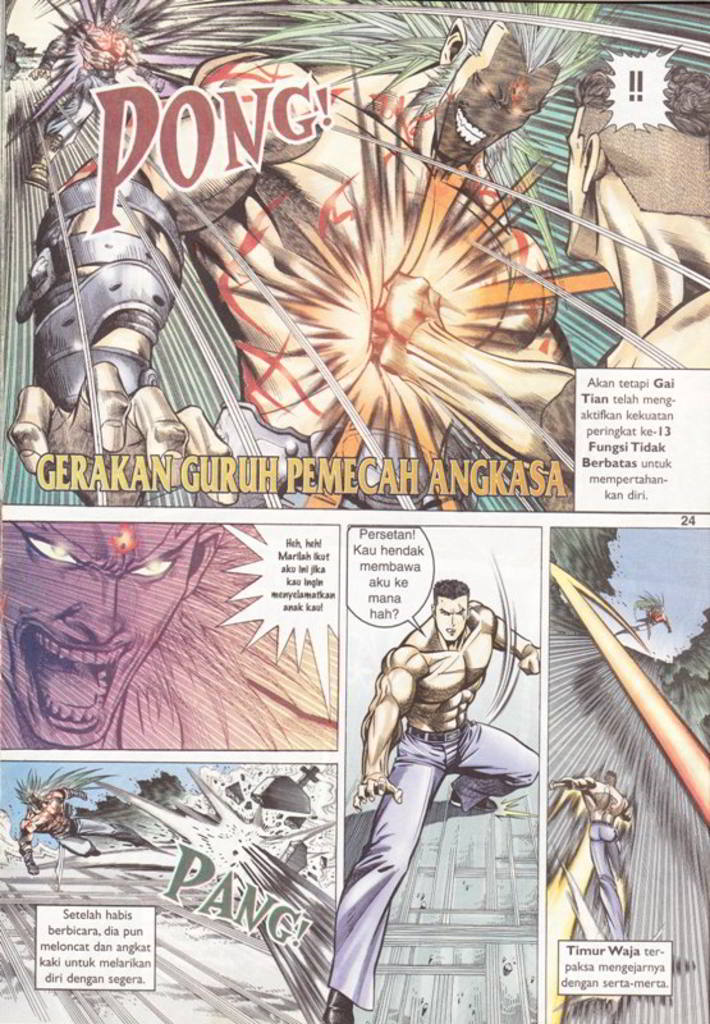 PONG!
!!
Akan tetapi Gai
Tian telah meng-
aktifkan kekuatan
peringkat ke-13
Fungsi Tidak
Berbatas untuk
mempertahan-
kan diri.
GERAKAN GURUH PEMECAH ANGKASA
24
Heh, heh!
Marilah ikut
aku ini jika
kau ingin
menyelamatkan
anak kau!
Persetan!
Kau hendak
membawa
aku ke
mana
hah?
PANG!
Setelah habis
berbicara, dia pun
meloncat dan angkat
kaki untuk melarikan
diri dengan segera.
Timur Waja ter-
paksa mengejarnya
dengan serta-merta.